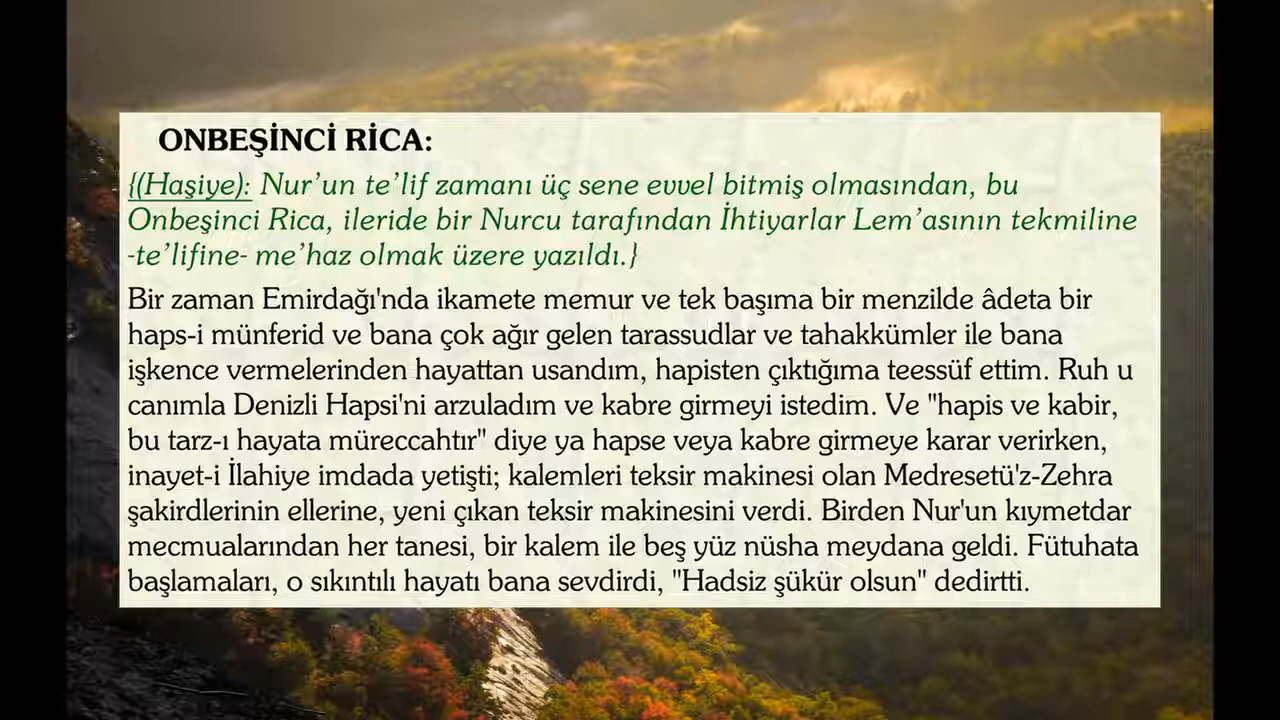 ONBEŞİNCİ RİCA:
{(Haşiye): Nur’un te’lif zamanı üç sene evvel bitmiş olmasından, bu
Onbeşinci Rica, ileride bir Nurcu tarafından İhtiyarlar Lem’asının tekmiline
-te’lifine- me’haz olmak üzere yazıldı.}
Bir zaman Emirdağı'nda ikamete memur ve tek başıma bir menzilde âdeta bir
haps-i münferid ve bana çok ağır gelen tarassudlar ve tahakkümler ile bana
işkence vermelerinden hayattan usandım, hapisten çıktığıma teessüf ettim. Ruh u
canımla Denizli Hapsi'ni arzuladım ve kabre girmeyi istedim. Ve "hapis ve kabir,
bu tarz-ı hayata müreccahtır" diye ya hapse veya kabre girmeye karar verirken,
inayet-i İlahiye imdada yetişti; kalemleri teksir makinesi olan Medresetü'z-Zehra
şakirdlerinin ellerine, yeni çıkan teksir makinesini verdi. Birden Nur'un kıymetdar
mecmualarından her tanesi, bir kalem ile beş yüz nüsha meydana geldi. Fütuhata
başlamaları, o sıkıntılı hayatı bana sevdirdi, "Hadsiz şükür olsun" dedirtti.